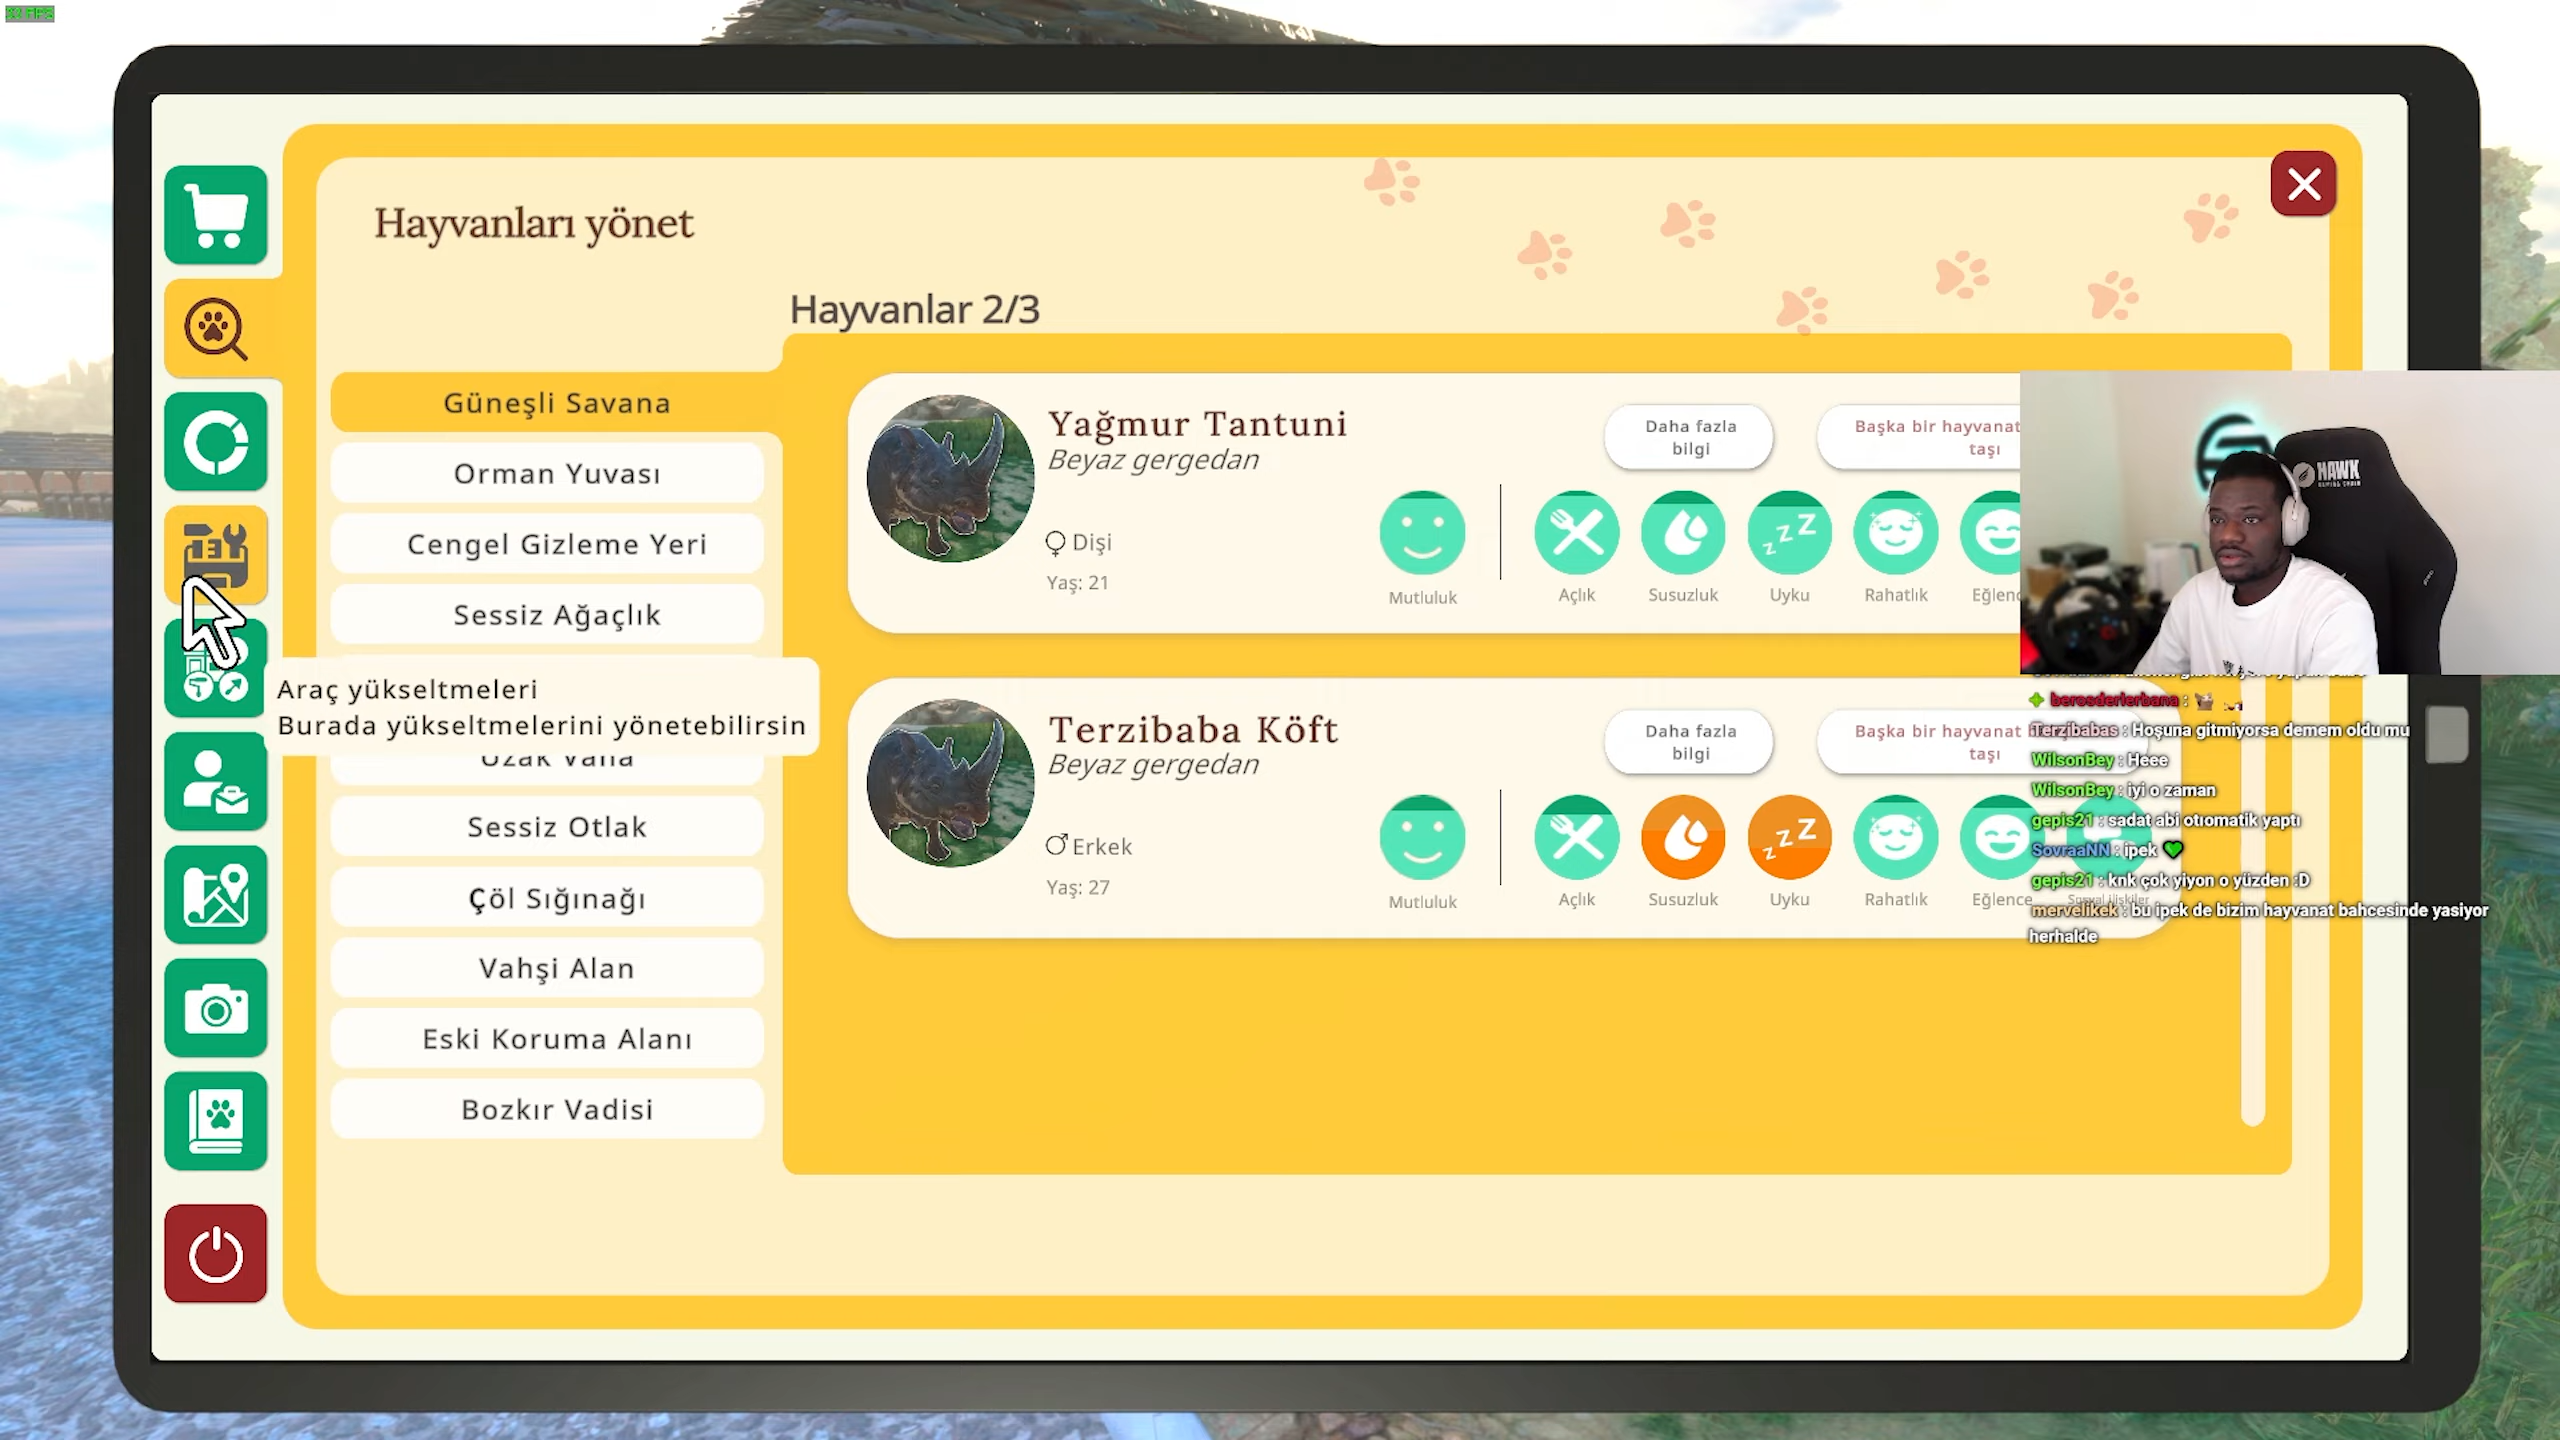 Hayvanları yönet
Hayvanlar 2/3
Güneşli Savana
Orman Yuvası
Cengel Gizleme Yeri
Sessiz Ağaçlık
Araç yükseltmeleri
Burada yükseltmelerini yönetebilirsin
Sessiz Otlak
Çöl Sığınağı
Vahşi Alan
Eski Koruma Alanı
Bozkır Vadisi
Yağmur Tantuni
Beyaz gergedan
Dişi
Yaş: 21
Daha fazla
bilgi
Başka bir hayvanat
taşı
Mutluluk
Açlık
Susuzluk
Uyku
Rahatlık
Terzibaba Köft
Beyaz gergedan
Erkek
Yaş: 27
Daha fazla
bilgi
Başka bir hayvanat
taşı
Mutluluk
Açlık
Susuzluk
Uyku
Rahatlık
Eğlence
HAWK
berosderlerbana :
Terzibabas : Hoşuna gitmiyorsa demem oldu mu
WilsonBey : Heee
WilsonBey : iyi o zaman
gepis21 : sadat abi otıomatik yaptı
SovraaNN : ipek 💚
gepis21 : knk çok yiyon o yüzden :D
mervelikek : bu ipek de bizim hayvanat bahcesinde yasiyor
herhalde